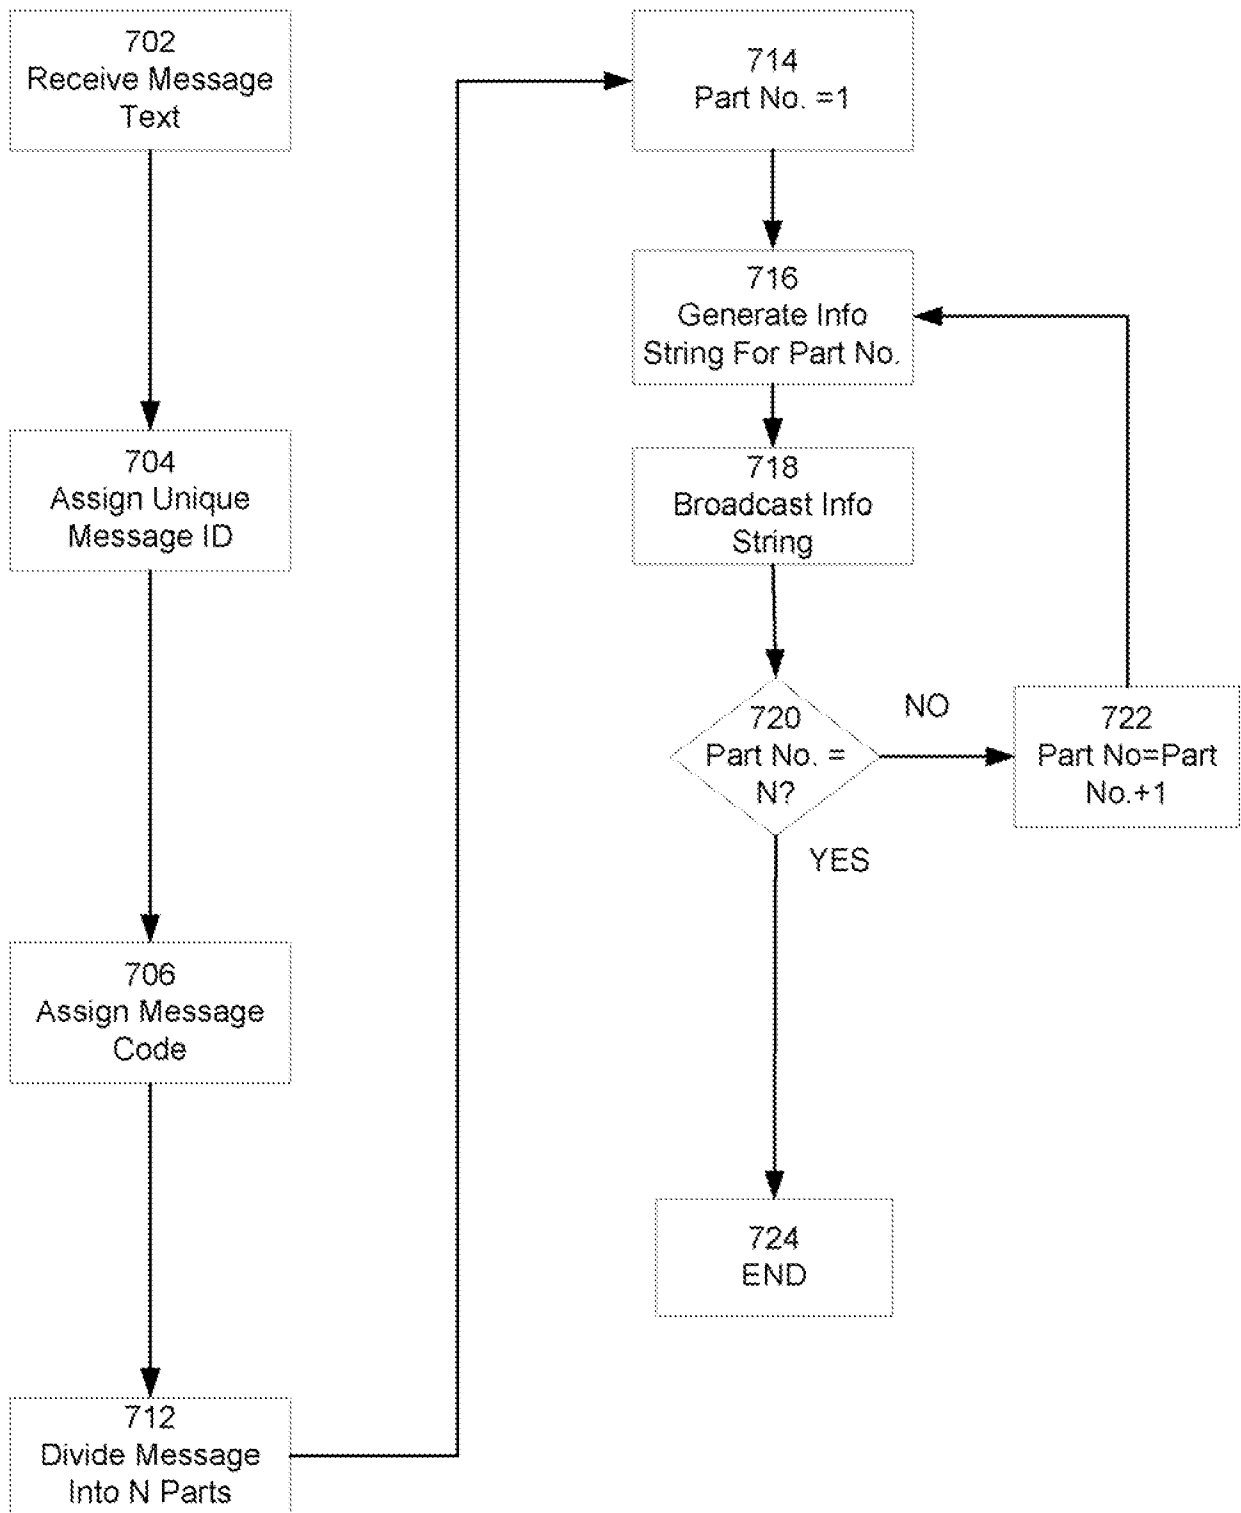 702
Receive Message
Text
704
Assign Unique
Message ID
706
Assign Message
Code
712
Divide Message
Into N Parts
714
Part No. =1
716
Generate Info
String For Part No.
718
Broadcast Info
String
720
Part No. =
N?
NO
722
Part No=Part
No.+1
YES
724
END